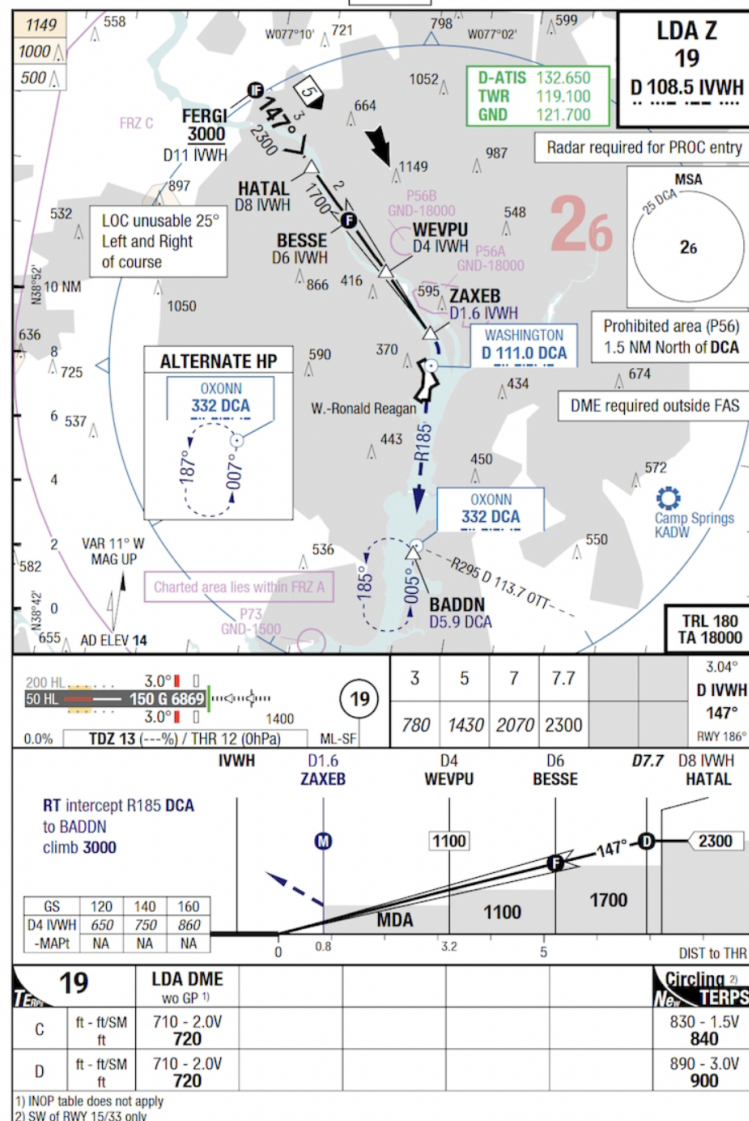 1149
1000
500
558
W077°10'
721
798
W077°02'
599
LDA Z
19
D 108.5 IVWH
D-ATIS 132.650
TWR 119.100
GND 121.700
1052
IF
FERGI
3000
D11 IVWH
147°
3
2300
5
664
FRZ C
Radar required for PROC entry
987
1149
897
HATAL
D8 IVWH
2
1700
P56B
GND-18000
MSA
25 DCA
26
26
532
LOC unusable 25°
Left and Right
of course
F
BESSE
D6 IVWH
WEVPU
D4 IVWH
548
P56A
GND-18000
N38°52'
10 NM
866
416
595
ZAXEB
D1.6 IVWH
1050
Prohibited area (P56)
1.5 NM North of DCA
636
8
725
ALTERNATE HP
OXONN
332 DCA
187°
007°
590
370
WASHINGTON
D 111.0 DCA
674
434
W.-Ronald Reagan
DME required outside FAS
6
537
R185
443
450
572
4
OXONN
332 DCA
Camp Springs
KADW
VAR 11° W
MAG UP
2
582
536
550
R295 D 113.7 OTT
185°
005°
Charted area lies within FRZ A
BADDN
D5.9 DCA
N38°42'
0
P73
GND-1500
655
AD ELEV 14
TRL 180
TA 18000
200 HL
50 HL
3.0°
150 G 6869
3.0°
1400
0.0%
TDZ 13 (---%) / THR 12 (0hPa)
ML-SF
19
3 5 7 7.7
780 1430 2070 2300
3.04°
D IVWH
147°
RWY 186°
IVWH
D1.6
ZAXEB
D4
WEVPU
D6
BESSE
D7.7
D8 IVWH
HATAL
RT intercept R185 DCA
to BADDN
climb 3000
M
1100
F
147°
D
2300
MDA
1100
1700
GS 120 140 160
D4 IVWH 650 750 860
-MAPt NA NA NA
0 0.8 3.2 5 DIST to THR
TERPS
19
LDA DME
wo GP 1)
Circling 2)
New TERPS
C ft - ft/SM 710 - 2.0V 830 - 1.5V
ft 720 840
D ft - ft/SM 710 - 2.0V 890 - 3.0V
ft 720 900
1) INOP table does not apply
2) SW of RWY 15/33 only